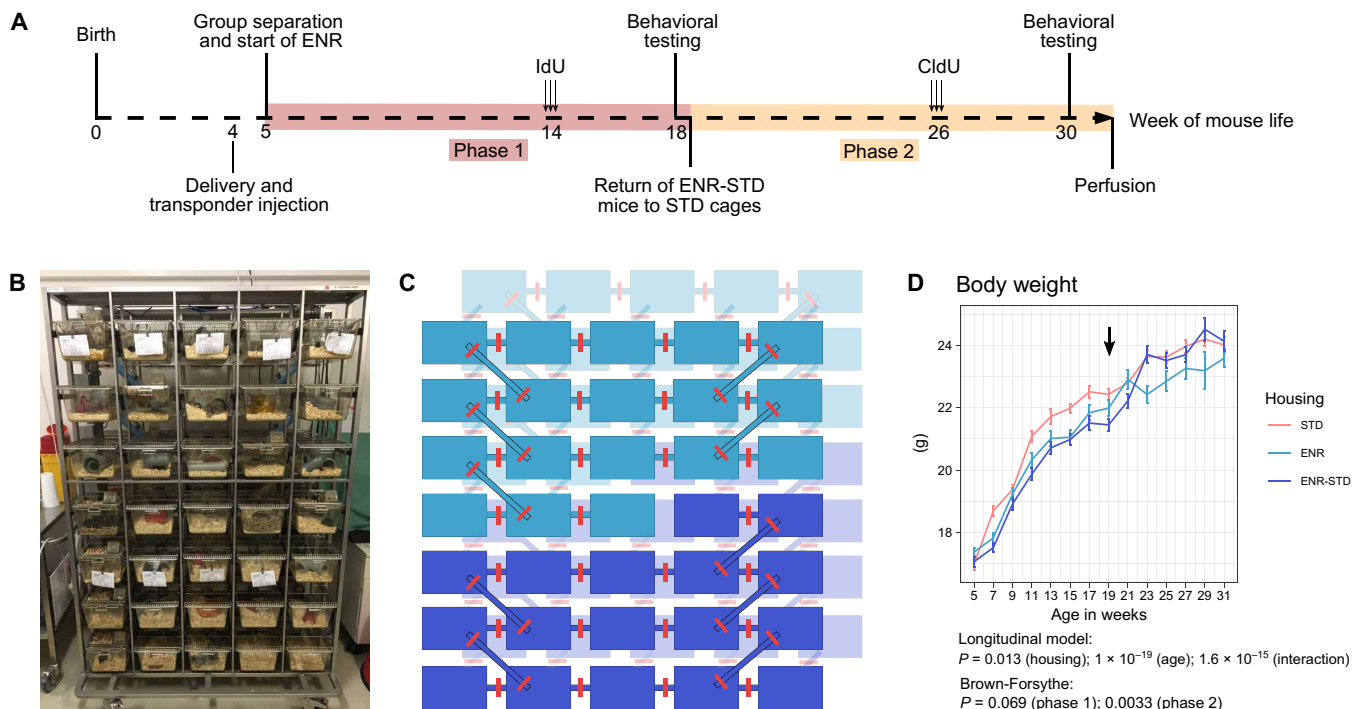 A
Birth
Group separation
and start of ENR
IdU
Behavioral
testing
CldU
Behavioral
testing
0
4
5
14
18
26
30
Week of mouse life
Phase 1
Phase 2
Delivery and
transponder injection
Return of ENR-STD
mice to STD cages
Perfusion
B
C
D
Body weight
(g)
24
22
20
18
5 7 9 11 13 15 17 19 21 23 25 27 29 31
Age in weeks
Housing
STD
ENR
ENR-STD
Longitudinal model:
P = 0.013 (housing); 1 × 10⁻¹⁹ (age); 1.6 × 10⁻¹⁵ (interaction)
Brown-Forsythe:
P = 0.069 (phase 1); 0.0033 (phase 2)